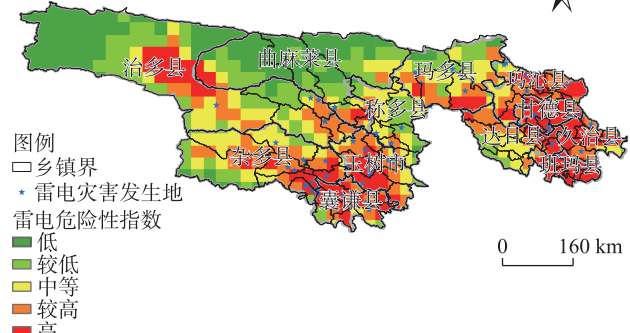 治多县
曲麻莱县
玛多县
玛沁县
称多县
甘德县
达日县
久治县
杂多县
玉树市
班玛县
囊谦县
图例
乡镇界
雷电灾害发生地
雷电危险性指数
低
较低
中等
较高
高
0 160 km